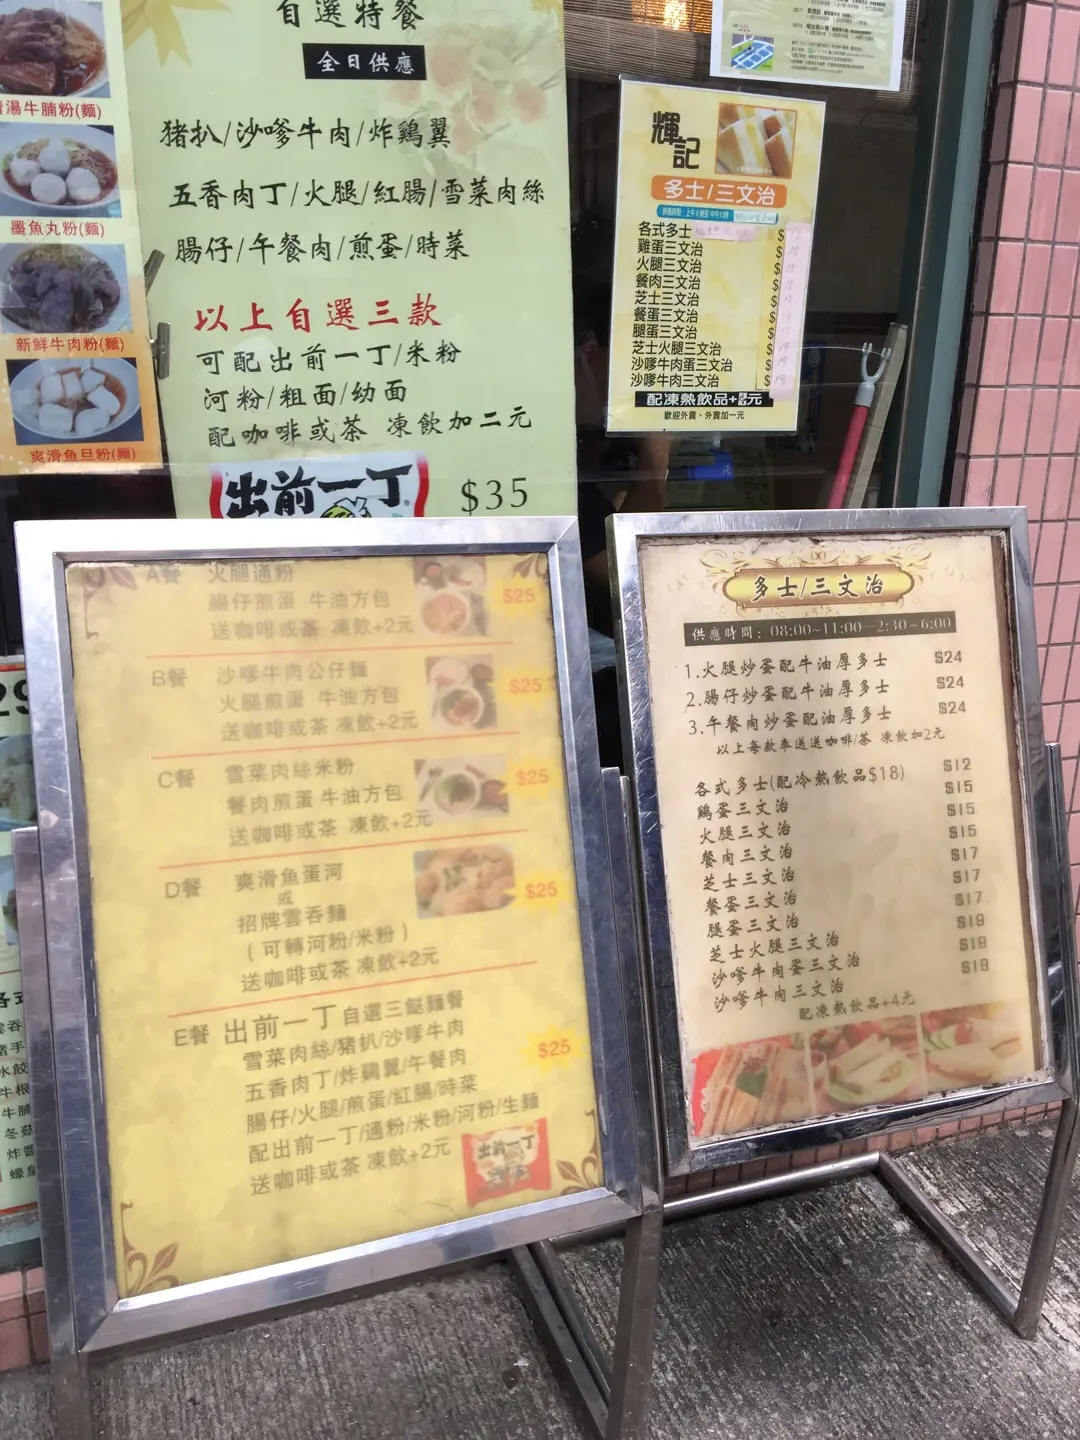 清湯牛腩粉(麵)
墨魚丸粉(麵)
新鮮牛肉粉(麵)
爽滑魚旦粉(麵)
自選特餐
全日供應
猪扒/沙嗲牛肉/炸鷄翼
五香肉丁/火腿/紅腸/雪菜肉絲
腸仔/午餐肉/煎蛋/時菜
以上自選三款
可配出前一丁/米粉
河粉/粗面/幼面
配咖啡或茶 凍飲加二元
出前一丁
$35
輝記
多士/三文治
各式多士 $
雞蛋三文治 $
火腿三文治 $
餐肉三文治 $
芝士三文治 $
餐蛋三文治 $
腿蛋三文治 $
芝士火腿三文治 $
沙嗲牛肉蛋三文治 $
沙嗲牛肉三文治 $
配凍熱飲品+元
歡迎外賣、外賣加一元
A餐 火腿通粉
腸仔煎蛋 牛油方包
送咖啡或茶 凍飲+2元
$25
B餐 沙嗲牛肉公仔麵
火腿煎蛋 牛油方包
送咖啡或茶 凍飲+2元
$25
C餐 雪菜肉絲米粉
餐肉煎蛋 牛油方包
送咖啡或茶 凍飲+2元
$25
D餐 爽滑魚蛋河
或
招牌雲吞麵
(可轉河粉/米粉)
送咖啡或茶 凍飲+2元
$25
E餐 出前一丁自選三餸麵餐
雪菜肉絲/豬扒/沙嗲牛肉
五香肉丁/炸鷄翼/午餐肉
腸仔/火腿/煎蛋/紅腸/時菜
配出前一丁/通粉/米粉/河粉/生麵
送咖啡或茶 凍飲+2元
$25
出前一丁
多士/三文治
供應時間: 08:00~11:00—2:30~6:00
1.火腿炒蛋配牛油厚多士 $24
2.腸仔炒蛋配牛油厚多士 $24
3.午餐肉炒蛋配油厚多士 $24
以上每款奉送送咖啡/茶 凍飲加2元
各式多士(配冷熱飲品$18) $12
鷄蛋三文治 $15
火腿三文治 $15
餐肉三文治 $15
芝士三文治 $17
餐蛋三文治 $17
腿蛋三文治 $17
芝士火腿三文治 $18
沙嗲牛肉蛋三文治 $18
沙嗲牛肉三文治 $18
配凍熱飲品+4元